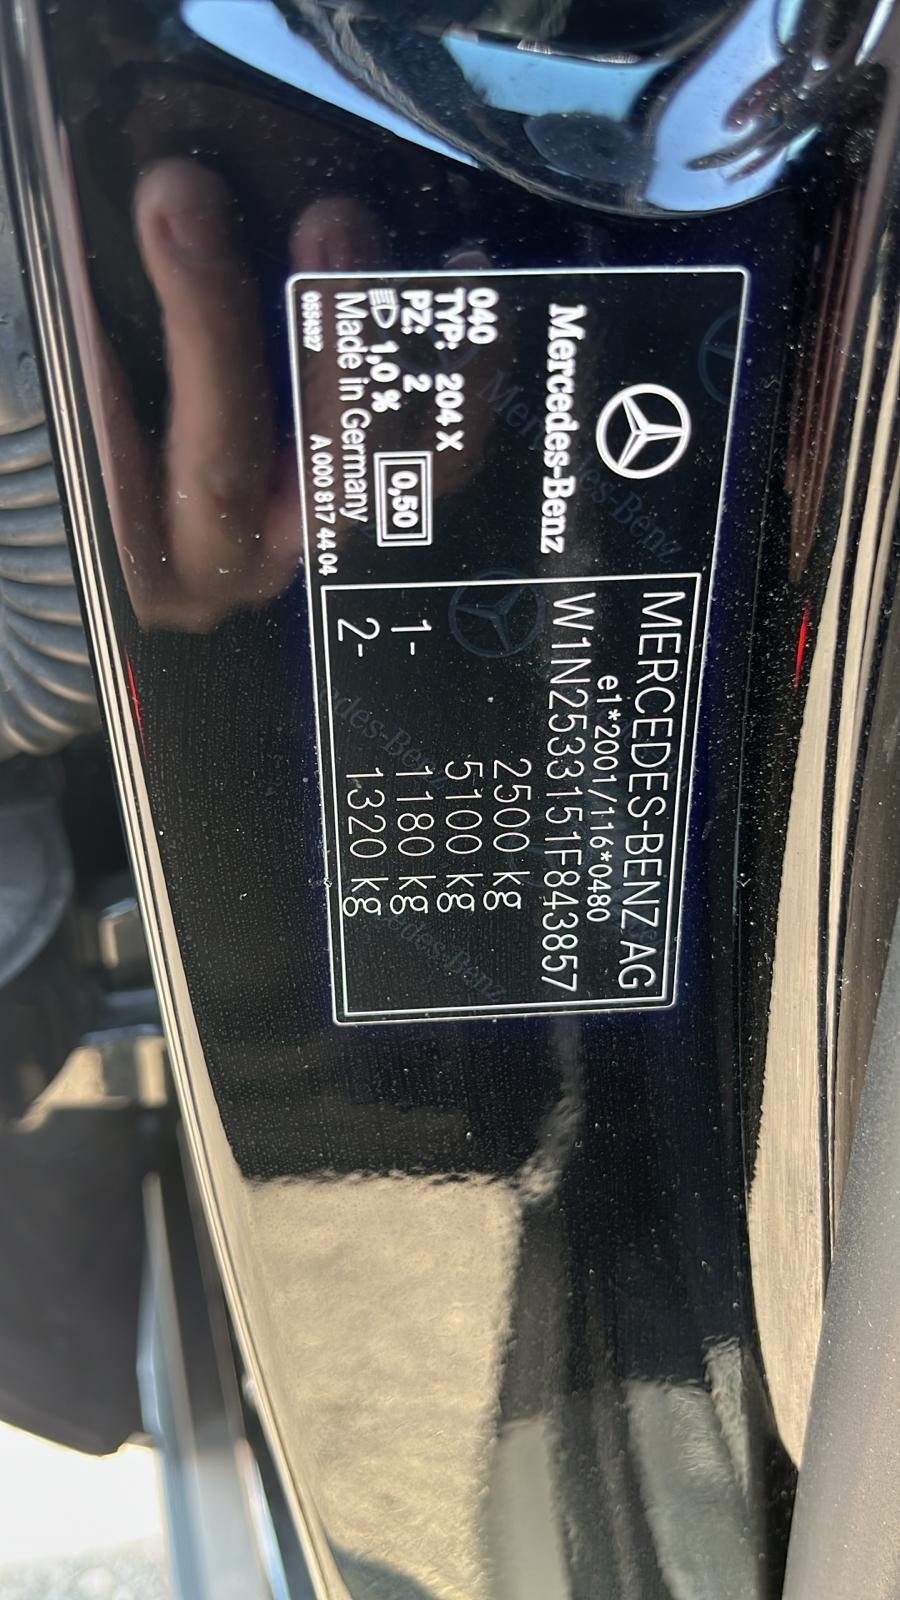 Mercedes-Benz
040
TYP: 204 X
PZ: 2
1,0 % 0,50
Made in Germany
0554327 A 000 817 44 04
MERCEDES-BENZ AG
e1*2001/116*0480
W1N2533151F843857
2500 kg
5100 kg
1- 1180 kg
2- 1320 kg